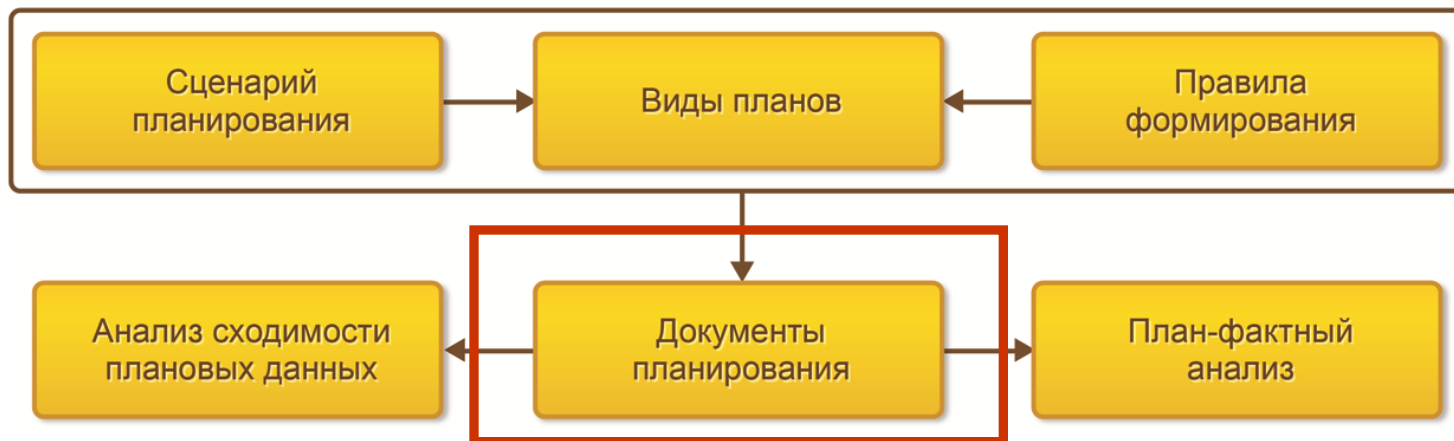 Сценарий
планирования
Виды планов
Правила
формирования
Анализ сходимости
плановых данных
Документы
планирования
План-фактный
анализ